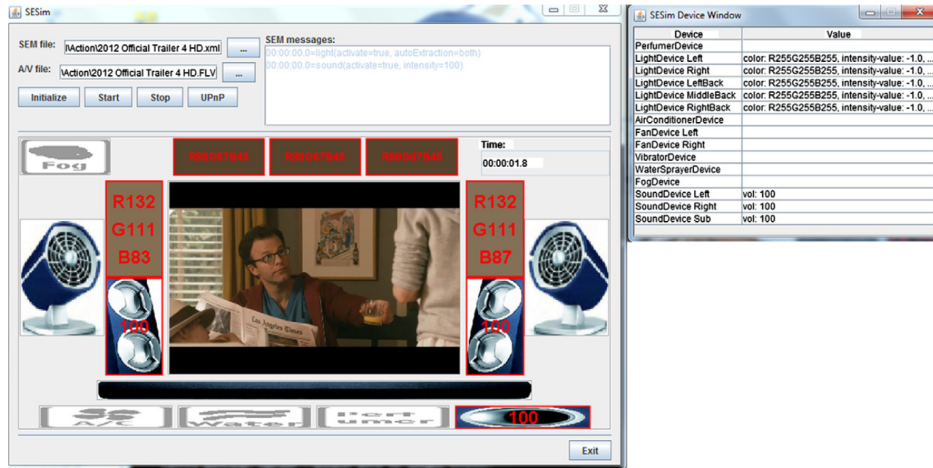 SESim
SEM file:
\Action\2012 Official Trailer 4 HD.xml
...
A/V file:
\Action\2012 Official Trailer 4 HD.FLV
...
Initialize Start Stop UPnP
SEM messages:
00:00:00.0=light(activate=true, autoExtraction=both)
00:00:00.0=sound(activate=true, intensity=100)
Fog
Time:
00:00:01.8
R132
G111
B83
100
Los Angeles Times
R132
G111
B87
100
A/C
Water
Perf
umer
100
Exit
SESim Device Window
Device Value
PerfumerDevice
LightDevice Left color: R255G255B255, intensity-value: -1.0, ...
LightDevice Right color: R255G255B255, intensity-value: -1.0, ...
LightDevice LeftBack color: R255G255B255, intensity-value: -1.0, ...
LightDevice MiddleBack color: R255G255B255, intensity-value: -1.0, ...
LightDevice RightBack color: R255G255B255, intensity-value: -1.0, ...
AirConditionerDevice
FanDevice Left
FanDevice Right
VibratorDevice
WaterSprayerDevice
FogDevice
SoundDevice Left vol: 100
SoundDevice Right vol: 100
SoundDevice Sub vol: 100